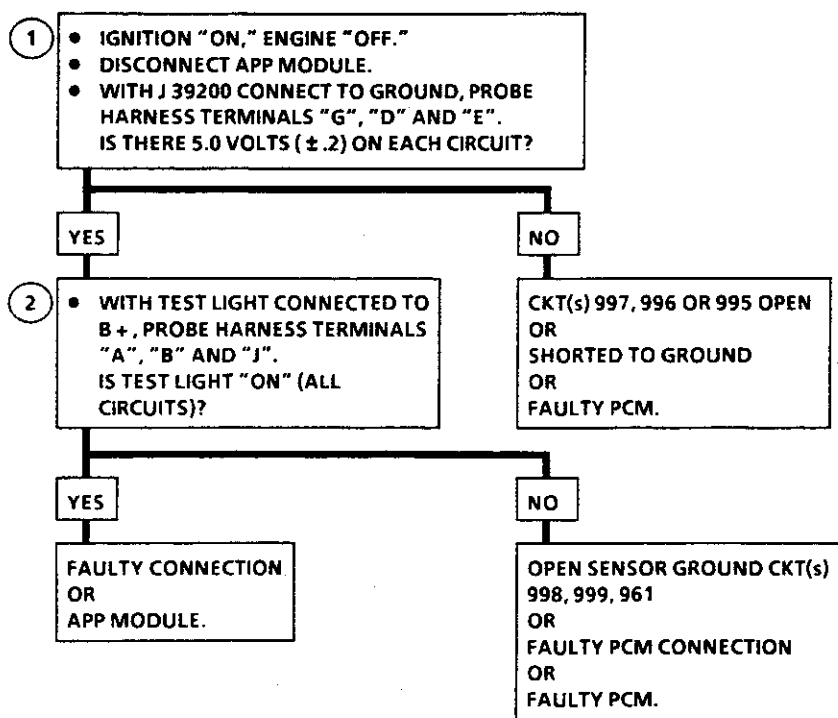 1
• IGNITION "ON," ENGINE "OFF."
• DISCONNECT APP MODULE.
• WITH J 39200 CONNECT TO GROUND, PROBE
HARNESS TERMINALS "G", "D" AND "E".
IS THERE 5.0 VOLTS (±.2) ON EACH CIRCUIT?
YES
NO
2
• WITH TEST LIGHT CONNECTED TO
B+, PROBE HARNESS TERMINALS
"A", "B" AND "J".
IS TEST LIGHT "ON" (ALL
CIRCUITS)?
CKT(s) 997, 996 OR 995 OPEN
OR
SHORTED TO GROUND
OR
FAULTY PCM.
YES
NO
FAULTY CONNECTION
OR
APP MODULE.
OPEN SENSOR GROUND CKT(s)
998, 999, 961
OR
FAULTY PCM CONNECTION
OR
FAULTY PCM.